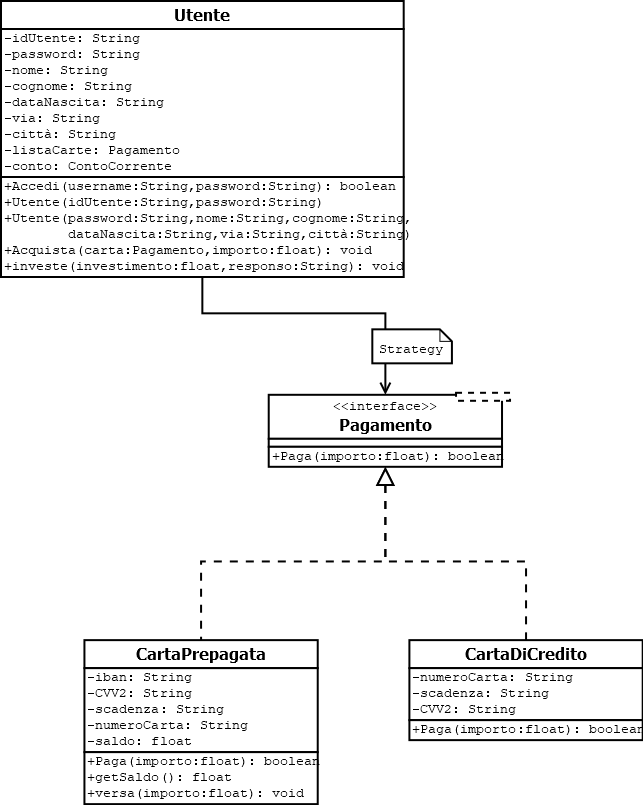 Utente
-idUtente: String
-password: String
-nome: String
-cognome: String
-dataNascita: String
-via: String
-città: String
-listaCarte: Pagamento
-conto: ContoCorrente
+Accedi(username:String,password:String): boolean
+Utente(idUtente:String,password:String)
+Utente(password:String,nome:String,cognome:String,
dataNascita:String,via:String,città:String)
+Acquista(carta:Pagamento,importo:float): void
+investe(investimento:float,responso:String): void
Strategy
<<interface>>
Pagamento
+Paga(importo:float): boolean
CartaPrepagata
-iban: String
-CVV2: String
-scadenza: String
-numeroCarta: String
-saldo: float
+Paga(importo:float): boolean
+getSaldo(): float
+versa(importo:float): void
CartaDiCredito
-numeroCarta: String
-scadenza: String
-CVV2: String
+Paga(importo:float): boolean